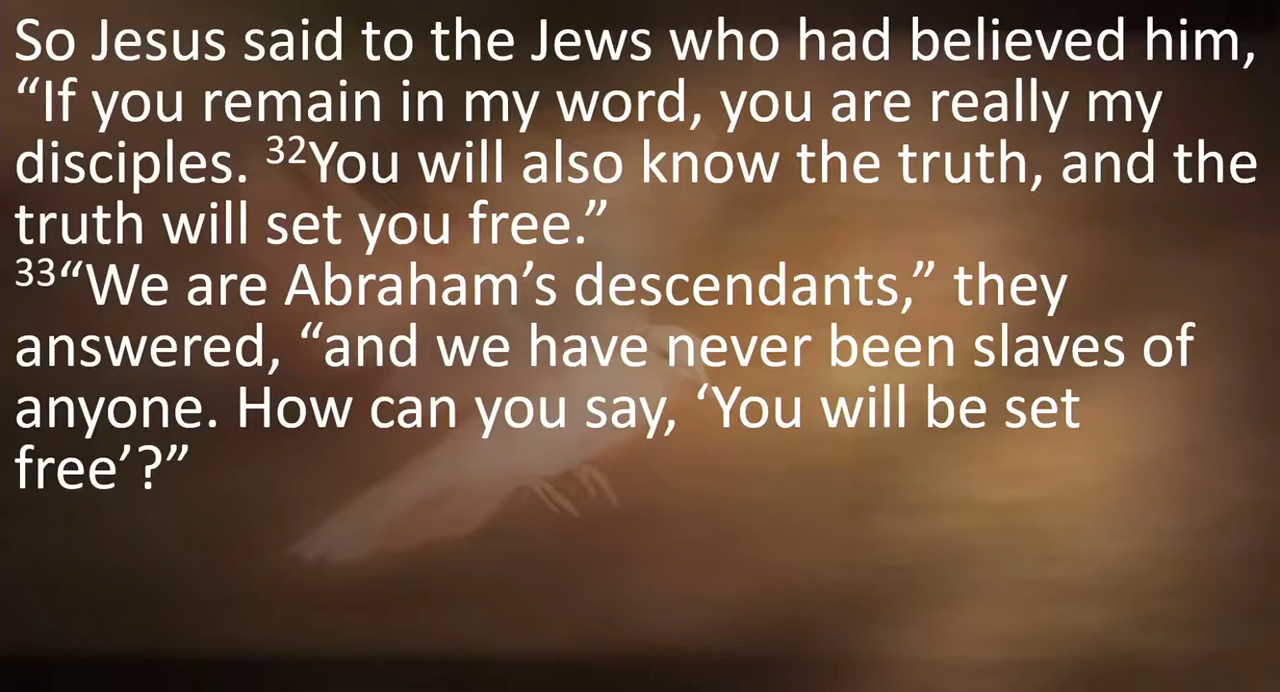 So Jesus said to the Jews who had believed him,
“If you remain in my word, you are really my
disciples. ³²You will also know the truth, and the
truth will set you free.”
³³“We are Abraham’s descendants,” they
answered, “and we have never been slaves of
anyone. How can you say, ‘You will be set
free’?”